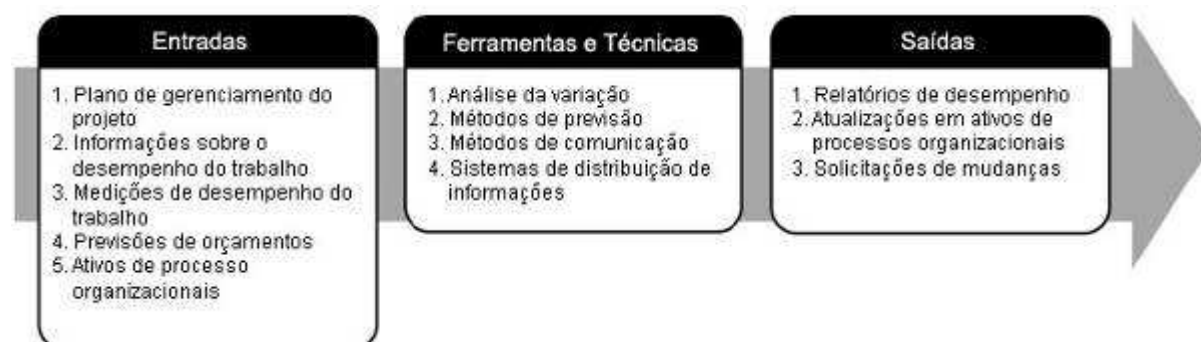 Entradas
1. Plano de gerenciamento do
projeto
2. Informações sobre o
desempenho do trabalho
3. Medições de desempenho do
trabalho
4. Previsões de orçamentos
5. Ativos de processo
organizacionais
Ferramentas e Técnicas
1. Análise da variação
2. Métodos de previsão
3. Métodos de comunicação
4. Sistemas de distribuição de
informações
Saídas
1. Relatórios de desempenho
2. Atualizações em ativos de
processos organizacionais
3. Solicitações de mudanças